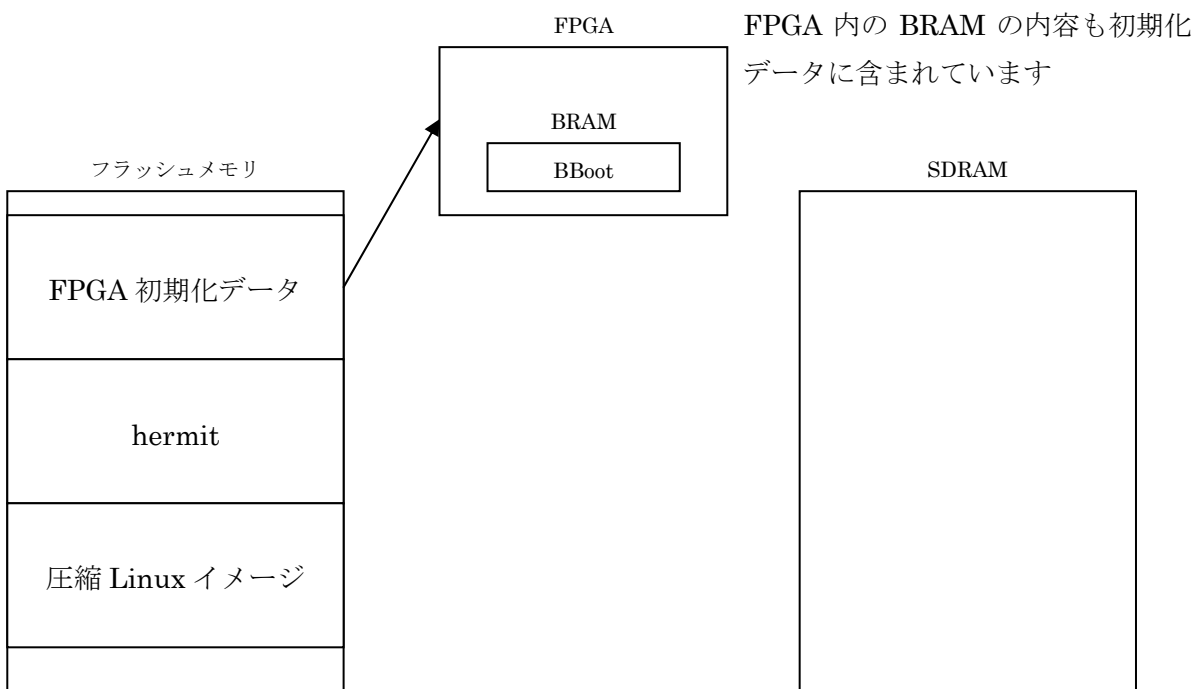 FPGA
FPGA 内の BRAM の内容も初期化
データに含まれています
BRAM
BBoot
フラッシュメモリ
SDRAM
FPGA 初期化データ
hermit
圧縮 Linux イメージ